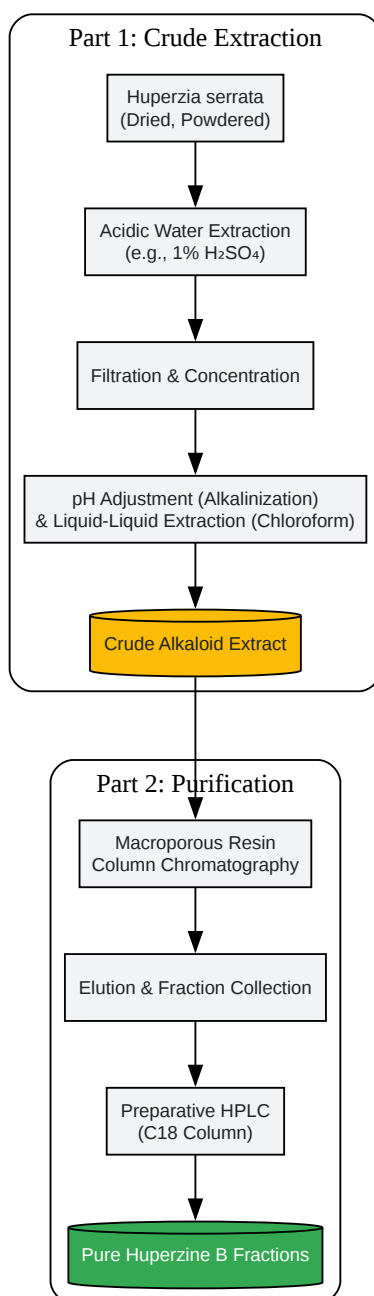 Part 1: Crude Extraction
Huperzia serrata
(Dried, Powdered)
Acidic Water Extraction
(e.g., 1% H₂SO₄)
Filtration & Concentration
pH Adjustment (Alkalinization)
& Liquid-Liquid Extraction (Chloroform)
Crude Alkaloid Extract
Part 2: Purification
Macroporous Resin
Column Chromatography
Elution & Fraction Collection
Preparative HPLC
(C18 Column)
Pure Huperzine B Fractions